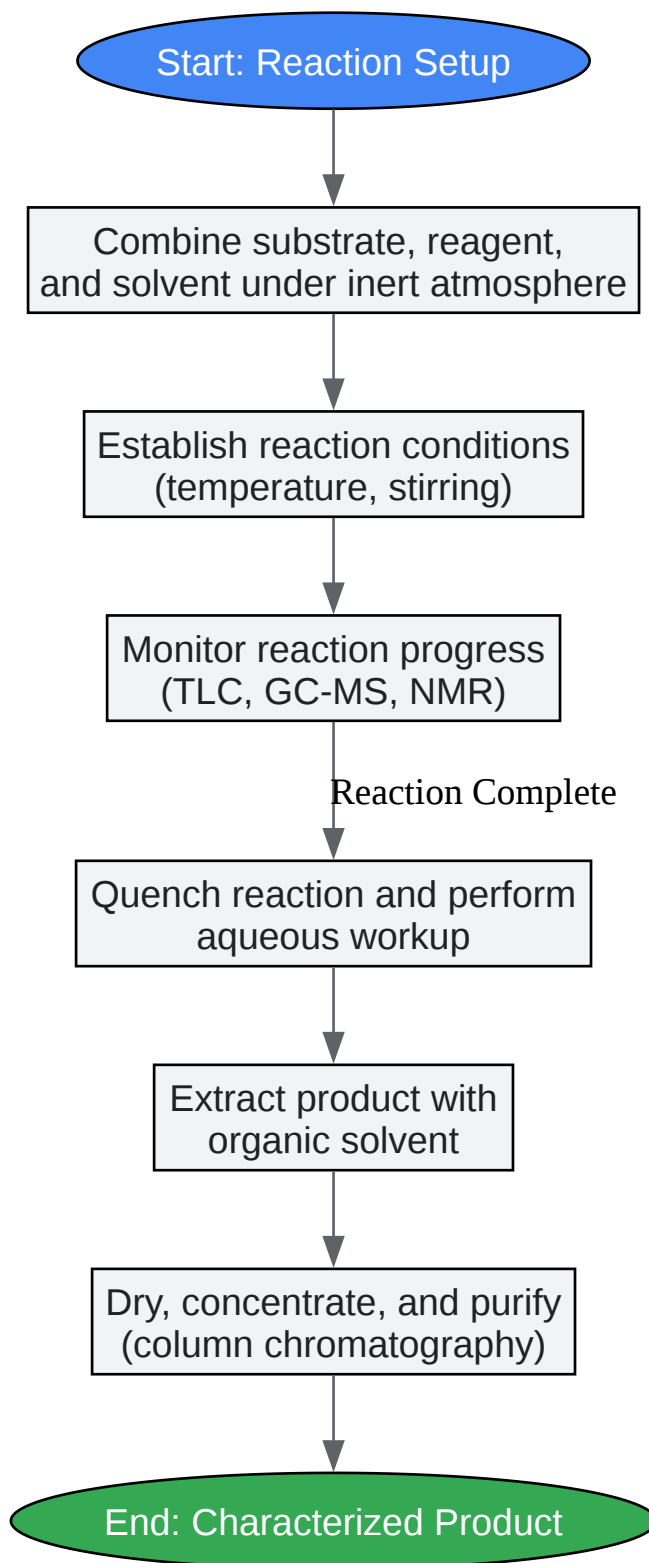 Start: Reaction Setup
Combine substrate, reagent,
and solvent under inert atmosphere
Establish reaction conditions
(temperature, stirring)
Monitor reaction progress
(TLC, GC-MS, NMR)
Reaction Complete
Quench reaction and perform
aqueous workup
Extract product with
organic solvent
Dry, concentrate, and purify
(column chromatography)
End: Characterized Product